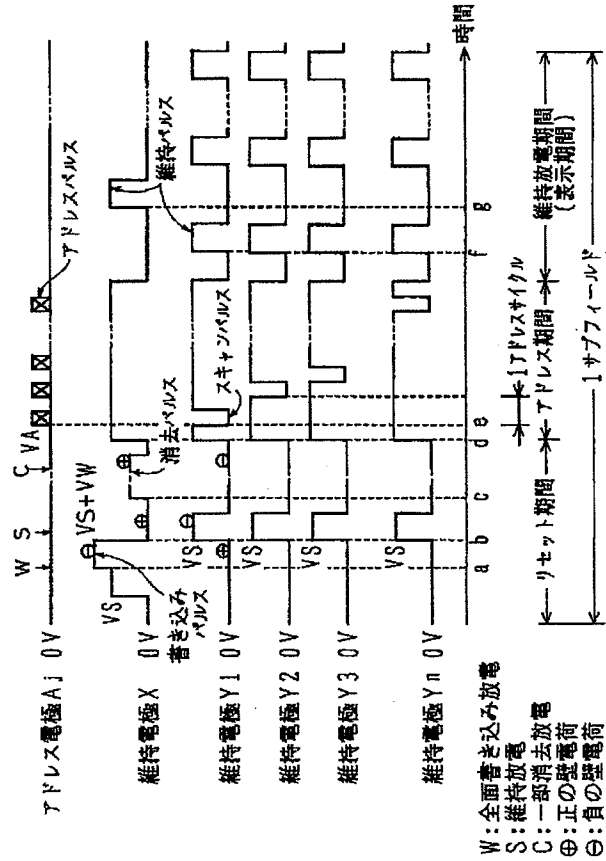 W S C VA
アドレス電極Aj 0V
アドレスパルス
VS+VW
VS
維持電極X 0V
書き込みパルス
消去パルス
維持パルス
VS
維持電極Y1 0V
スキャンパルス
VS
維持電極Y2 0V
VS
維持電極Y3 0V
VS
維持電極Yn 0V
a b c d e f g
時間
1アドレスサイクル
リセット期間 アドレス期間 維持放電期間
(表示期間)
1サブフィールド
W:全面書き込み放電
S:維持放電
C:一部消去放電
⊕:正の壁電荷
⊖:負の壁電荷